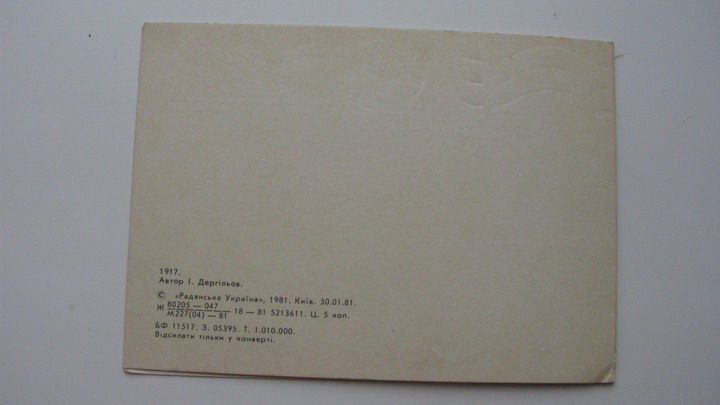 1917.
Автор І. Дергільов.
© «Радянська Україна», 1981. Київ. 30.01.81.
Ж 80205 — 047
М 227(04) — 81 — 18 — 81 5213611. Ц. 5 коп.
БФ 11517. З. 05395. Т. 1.010.000.
Відсилати тільки у конверті.